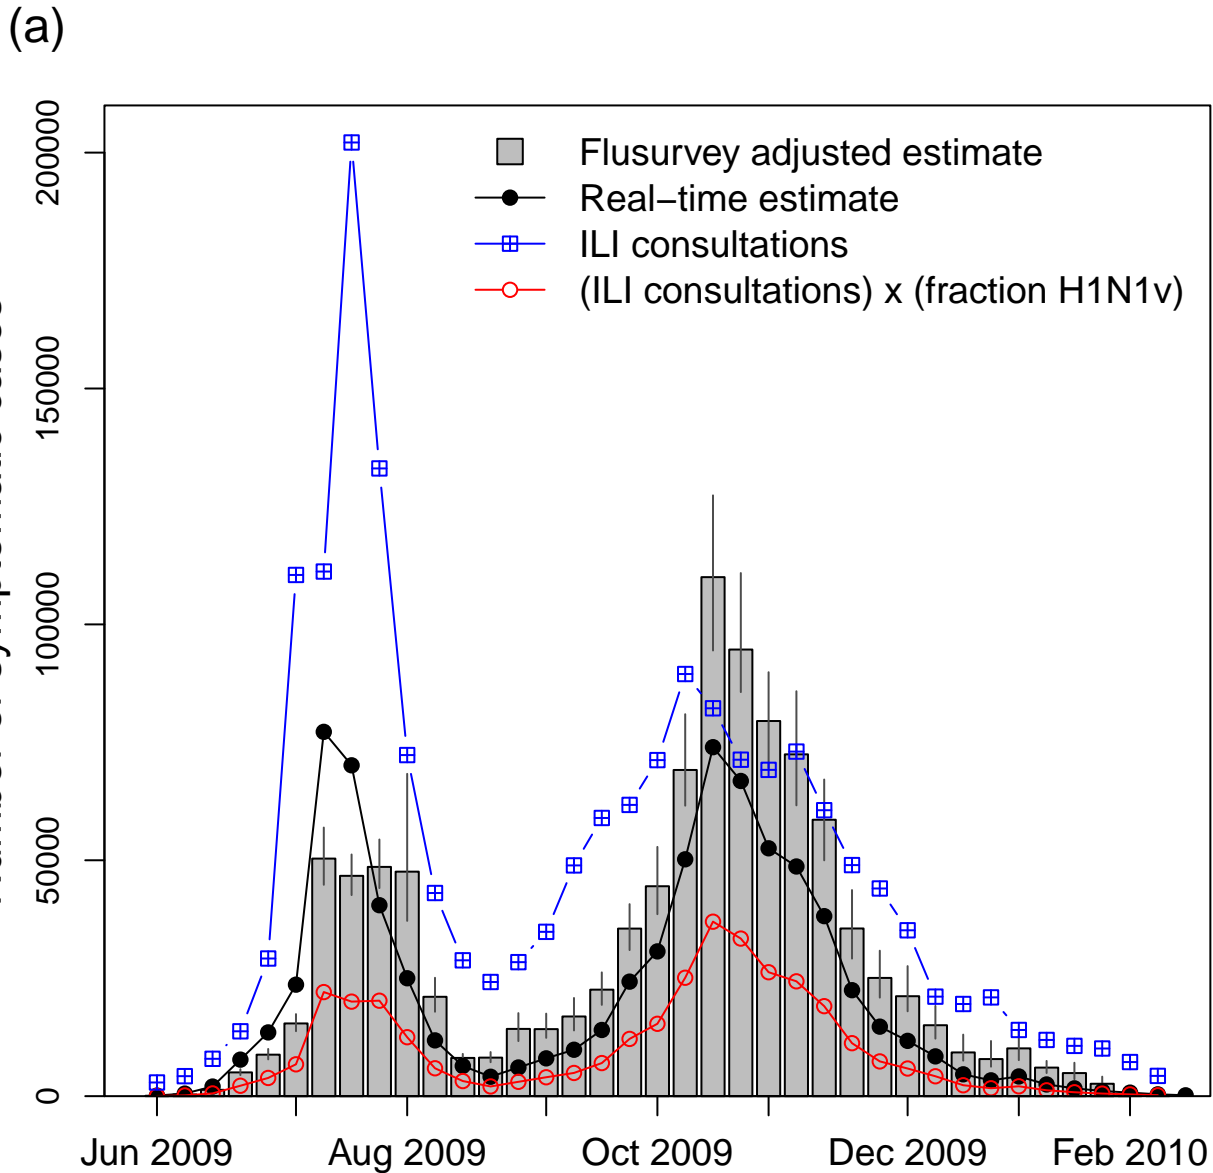 (a)
Flusurvey adjusted estimate
Real−time estimate
ILI consultations
(ILI consultations) x (fraction H1N1v)
200000
150000
100000
50000
0
Jun 2009 Aug 2009 Oct 2009 Dec 2009 Feb 2010